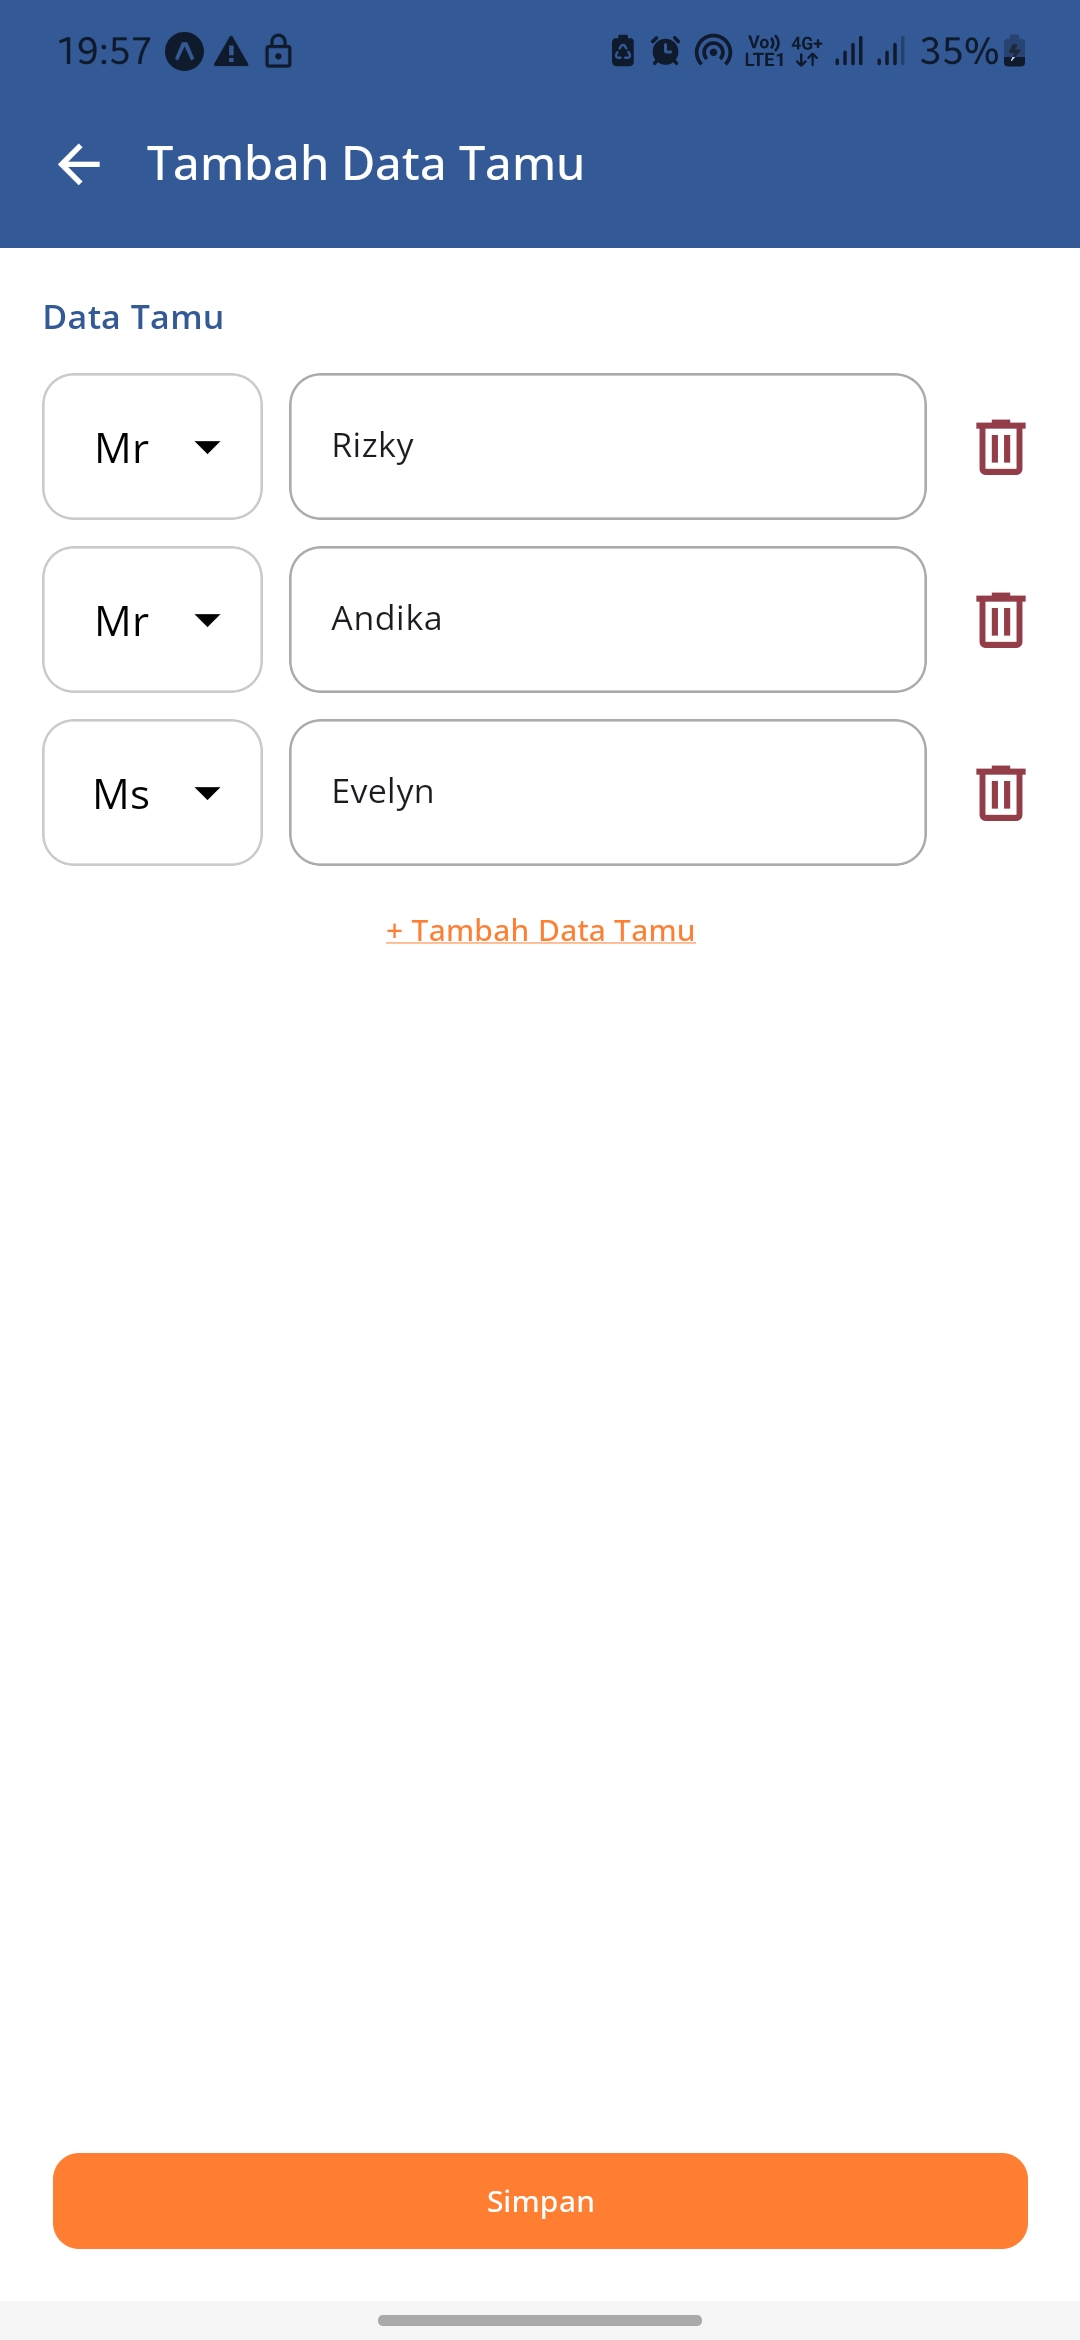 19:57 Vo)) LTE1 4G+ 35%
Tambah Data Tamu
Data Tamu
Mr Rizky
Mr Andika
Ms Evelyn
+ Tambah Data Tamu
Simpan